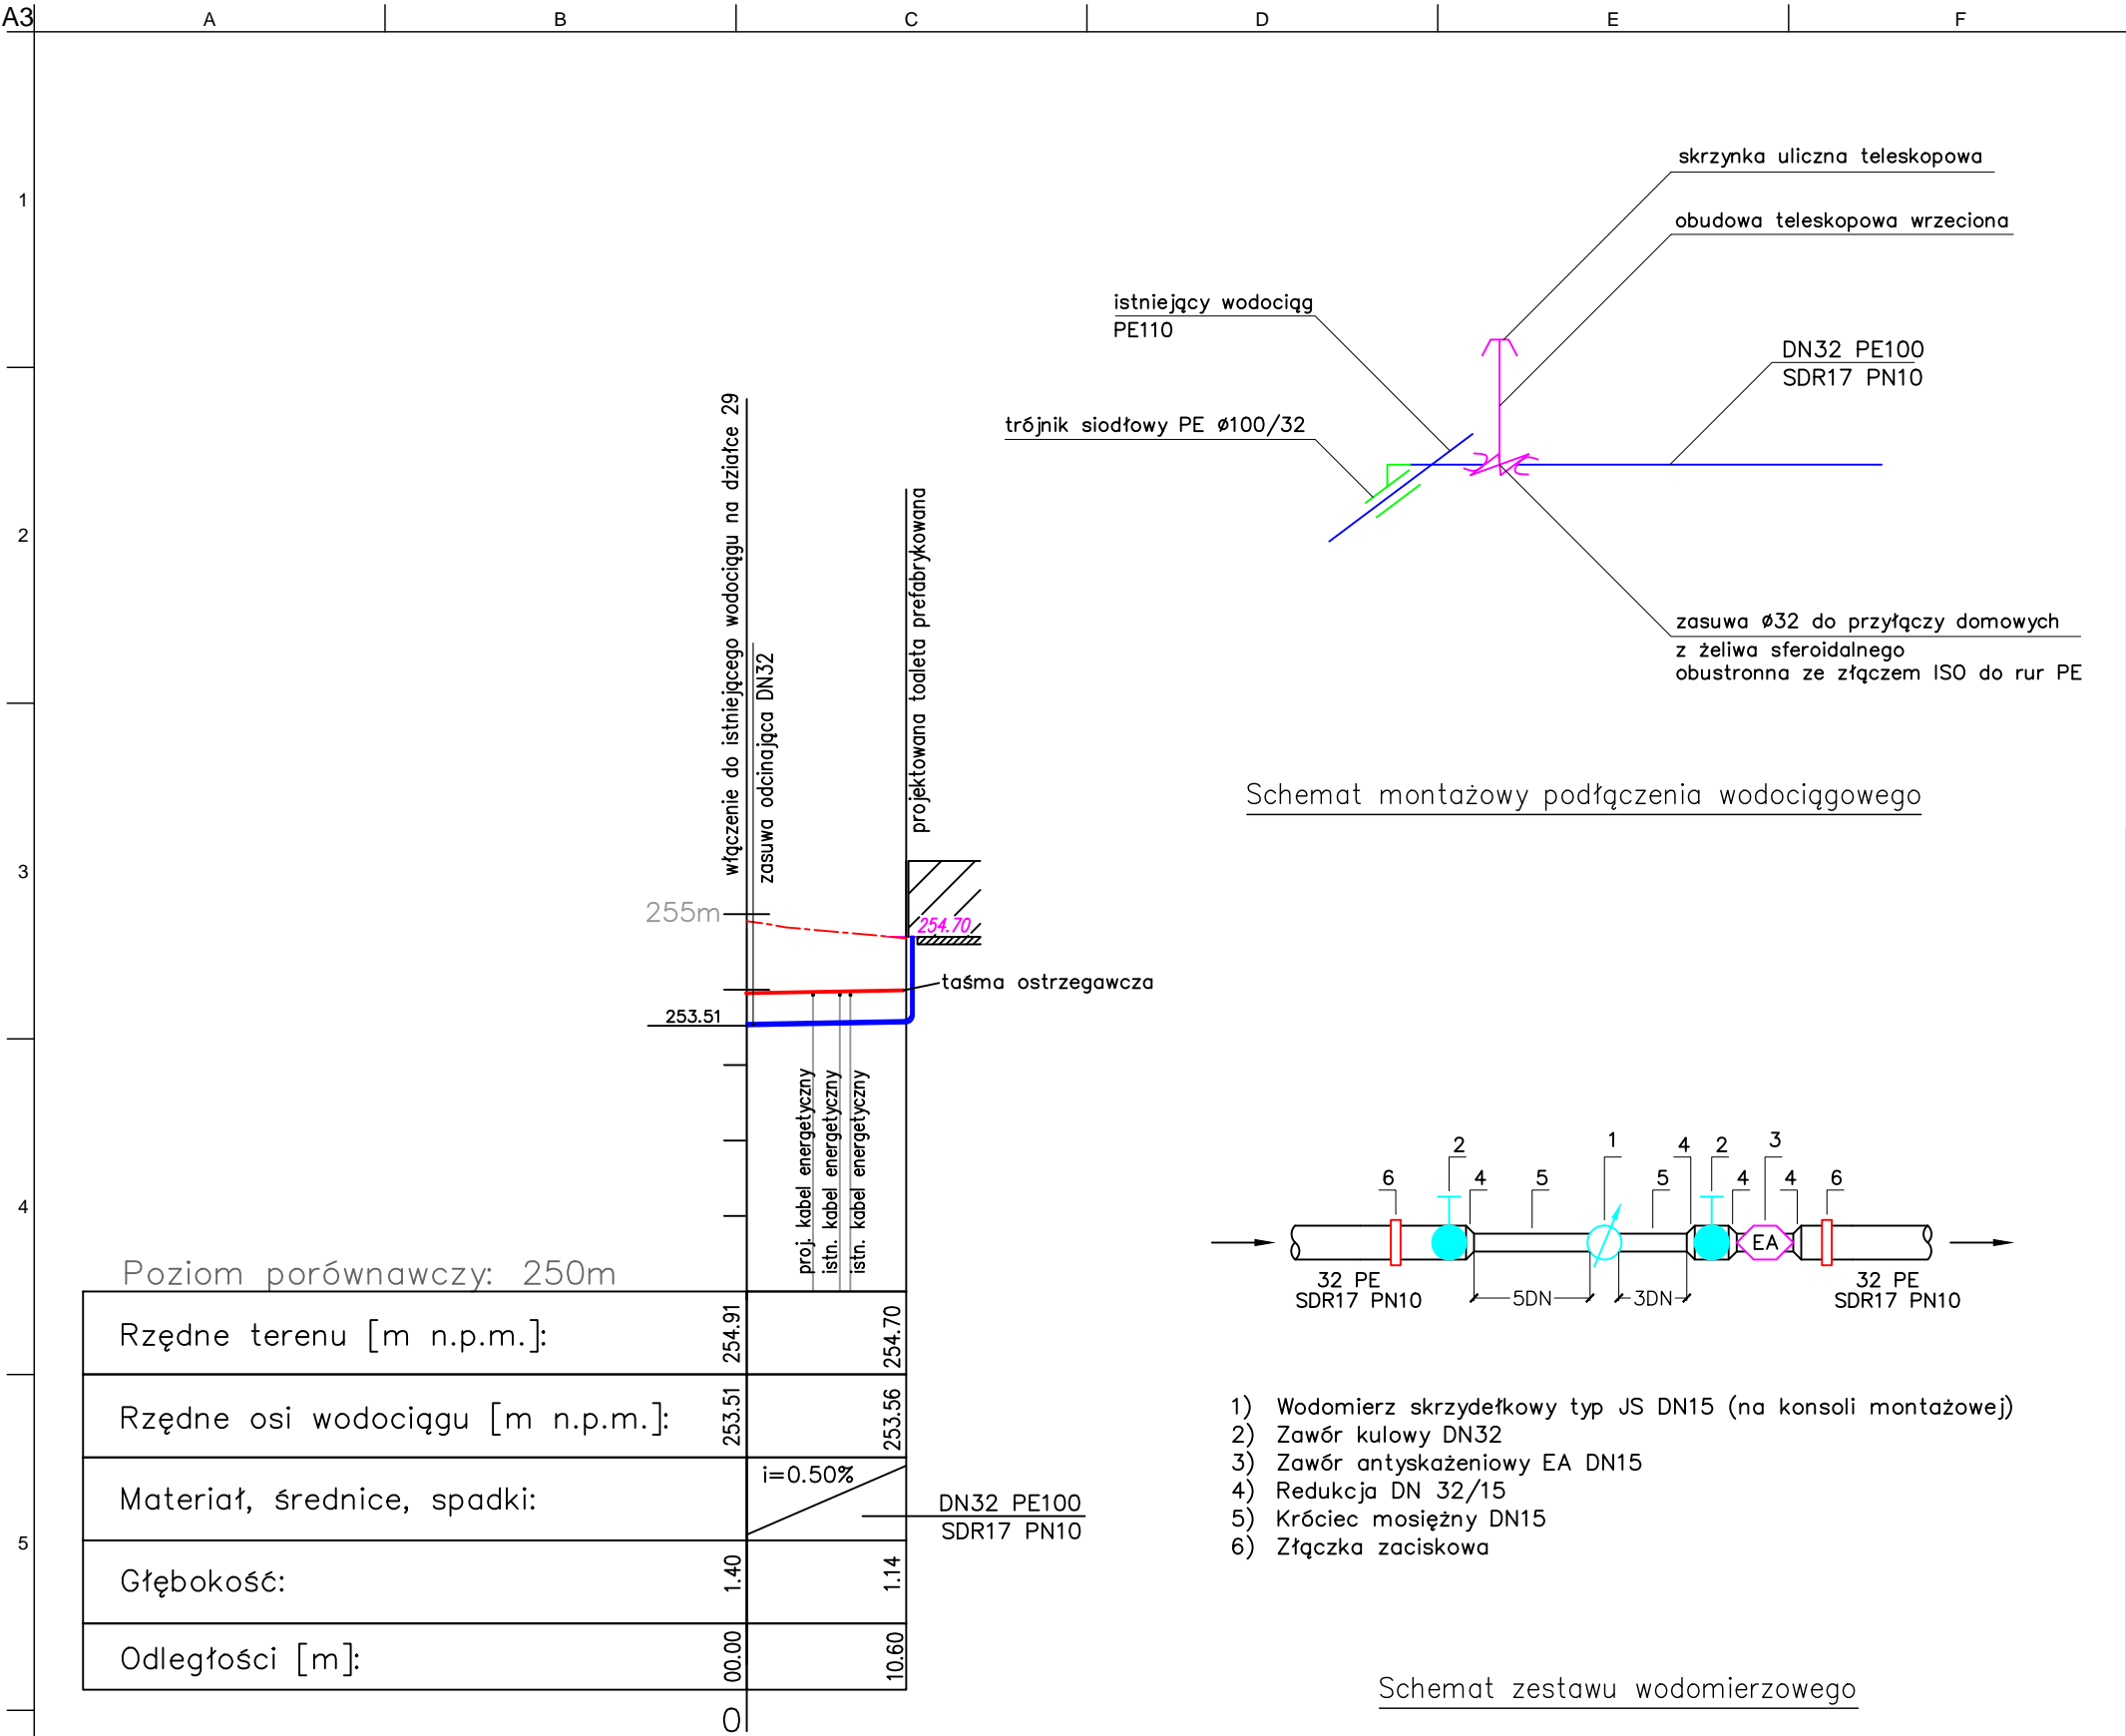 A3
A
B
C
D
E
F
1
2
3
4
5
skrzynka uliczna teleskopowa
obudowa teleskopowa wrzeciona
istniejący wodociąg
PE110
DN32 PE100
SDR17 PN10
trójnik siodłowy PE ø100/32
zasuwa ø32 do przyłączy domowych
z żeliwa sferoidalnego
obustronna ze złączem ISO do rur PE
Schemat montażowy podłączenia wodociągowego
włączenie do istniejącego wodociągu na działce 29
zasuwa odcinająca DN32
projektowana toaleta prefabrykowana
255m
254.70
taśma ostrzegawcza
253.51
proj. kabel energetyczny
istn. kabel energetyczny
istn. kabel energetyczny
Poziom porównawczy: 250m
Rzędne terenu [m n.p.m.]:
254.91
254.70
Rzędne osi wodociągu [m n.p.m.]:
253.51
253.56
Materiał, średnice, spadki:
i=0.50%
DN32 PE100
SDR17 PN10
Głębokość:
1.40
1.14
Odległości [m]:
00.00
10.60
0
2
1
4
2
3
6
4
5
5
4
4
6
EA
32 PE
SDR17 PN10
5DN
3DN
32 PE
SDR17 PN10
1) Wodomierz skrzydełkowy typ JS DN15 (na konsoli montażowej)
2) Zawór kulowy DN32
3) Zawór antyskażeniowy EA DN15
4) Redukcja DN 32/15
5) Króciec mosiężny DN15
6) Złączka zaciskowa
Schemat zestawu wodomierzowego